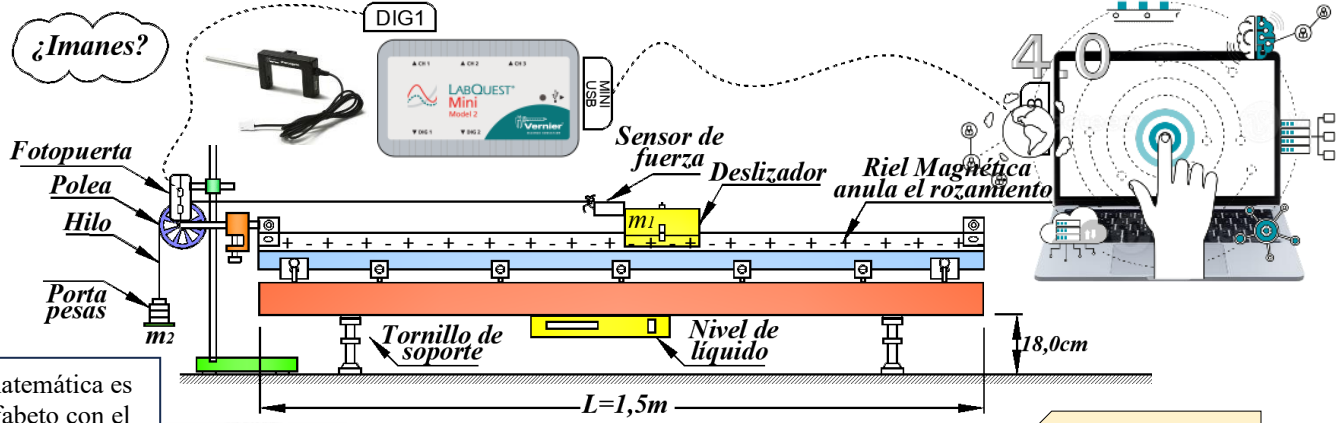 ¿Imanes?
DIG1
▲ CH 1 ▲ CH 2 ▲ CH 3
LABQUEST®
Mini
Model 2
▼ DIG 1 ▼ DIG 2
Vernier
MINI
USB
4.0
Fotopuerta
Polea
Hilo
Porta
pesas
m2
Sensor de
fuerza
Deslizador
m1
Riel Magnética
anula el rozamiento
+ - + - + - + - + - + - + - + - + - + - + - + - + - + - + - + - +
Tornillo de
soporte
Nivel de
líquido
18,0cm
L=1,5m
atemática es
fabeto con el